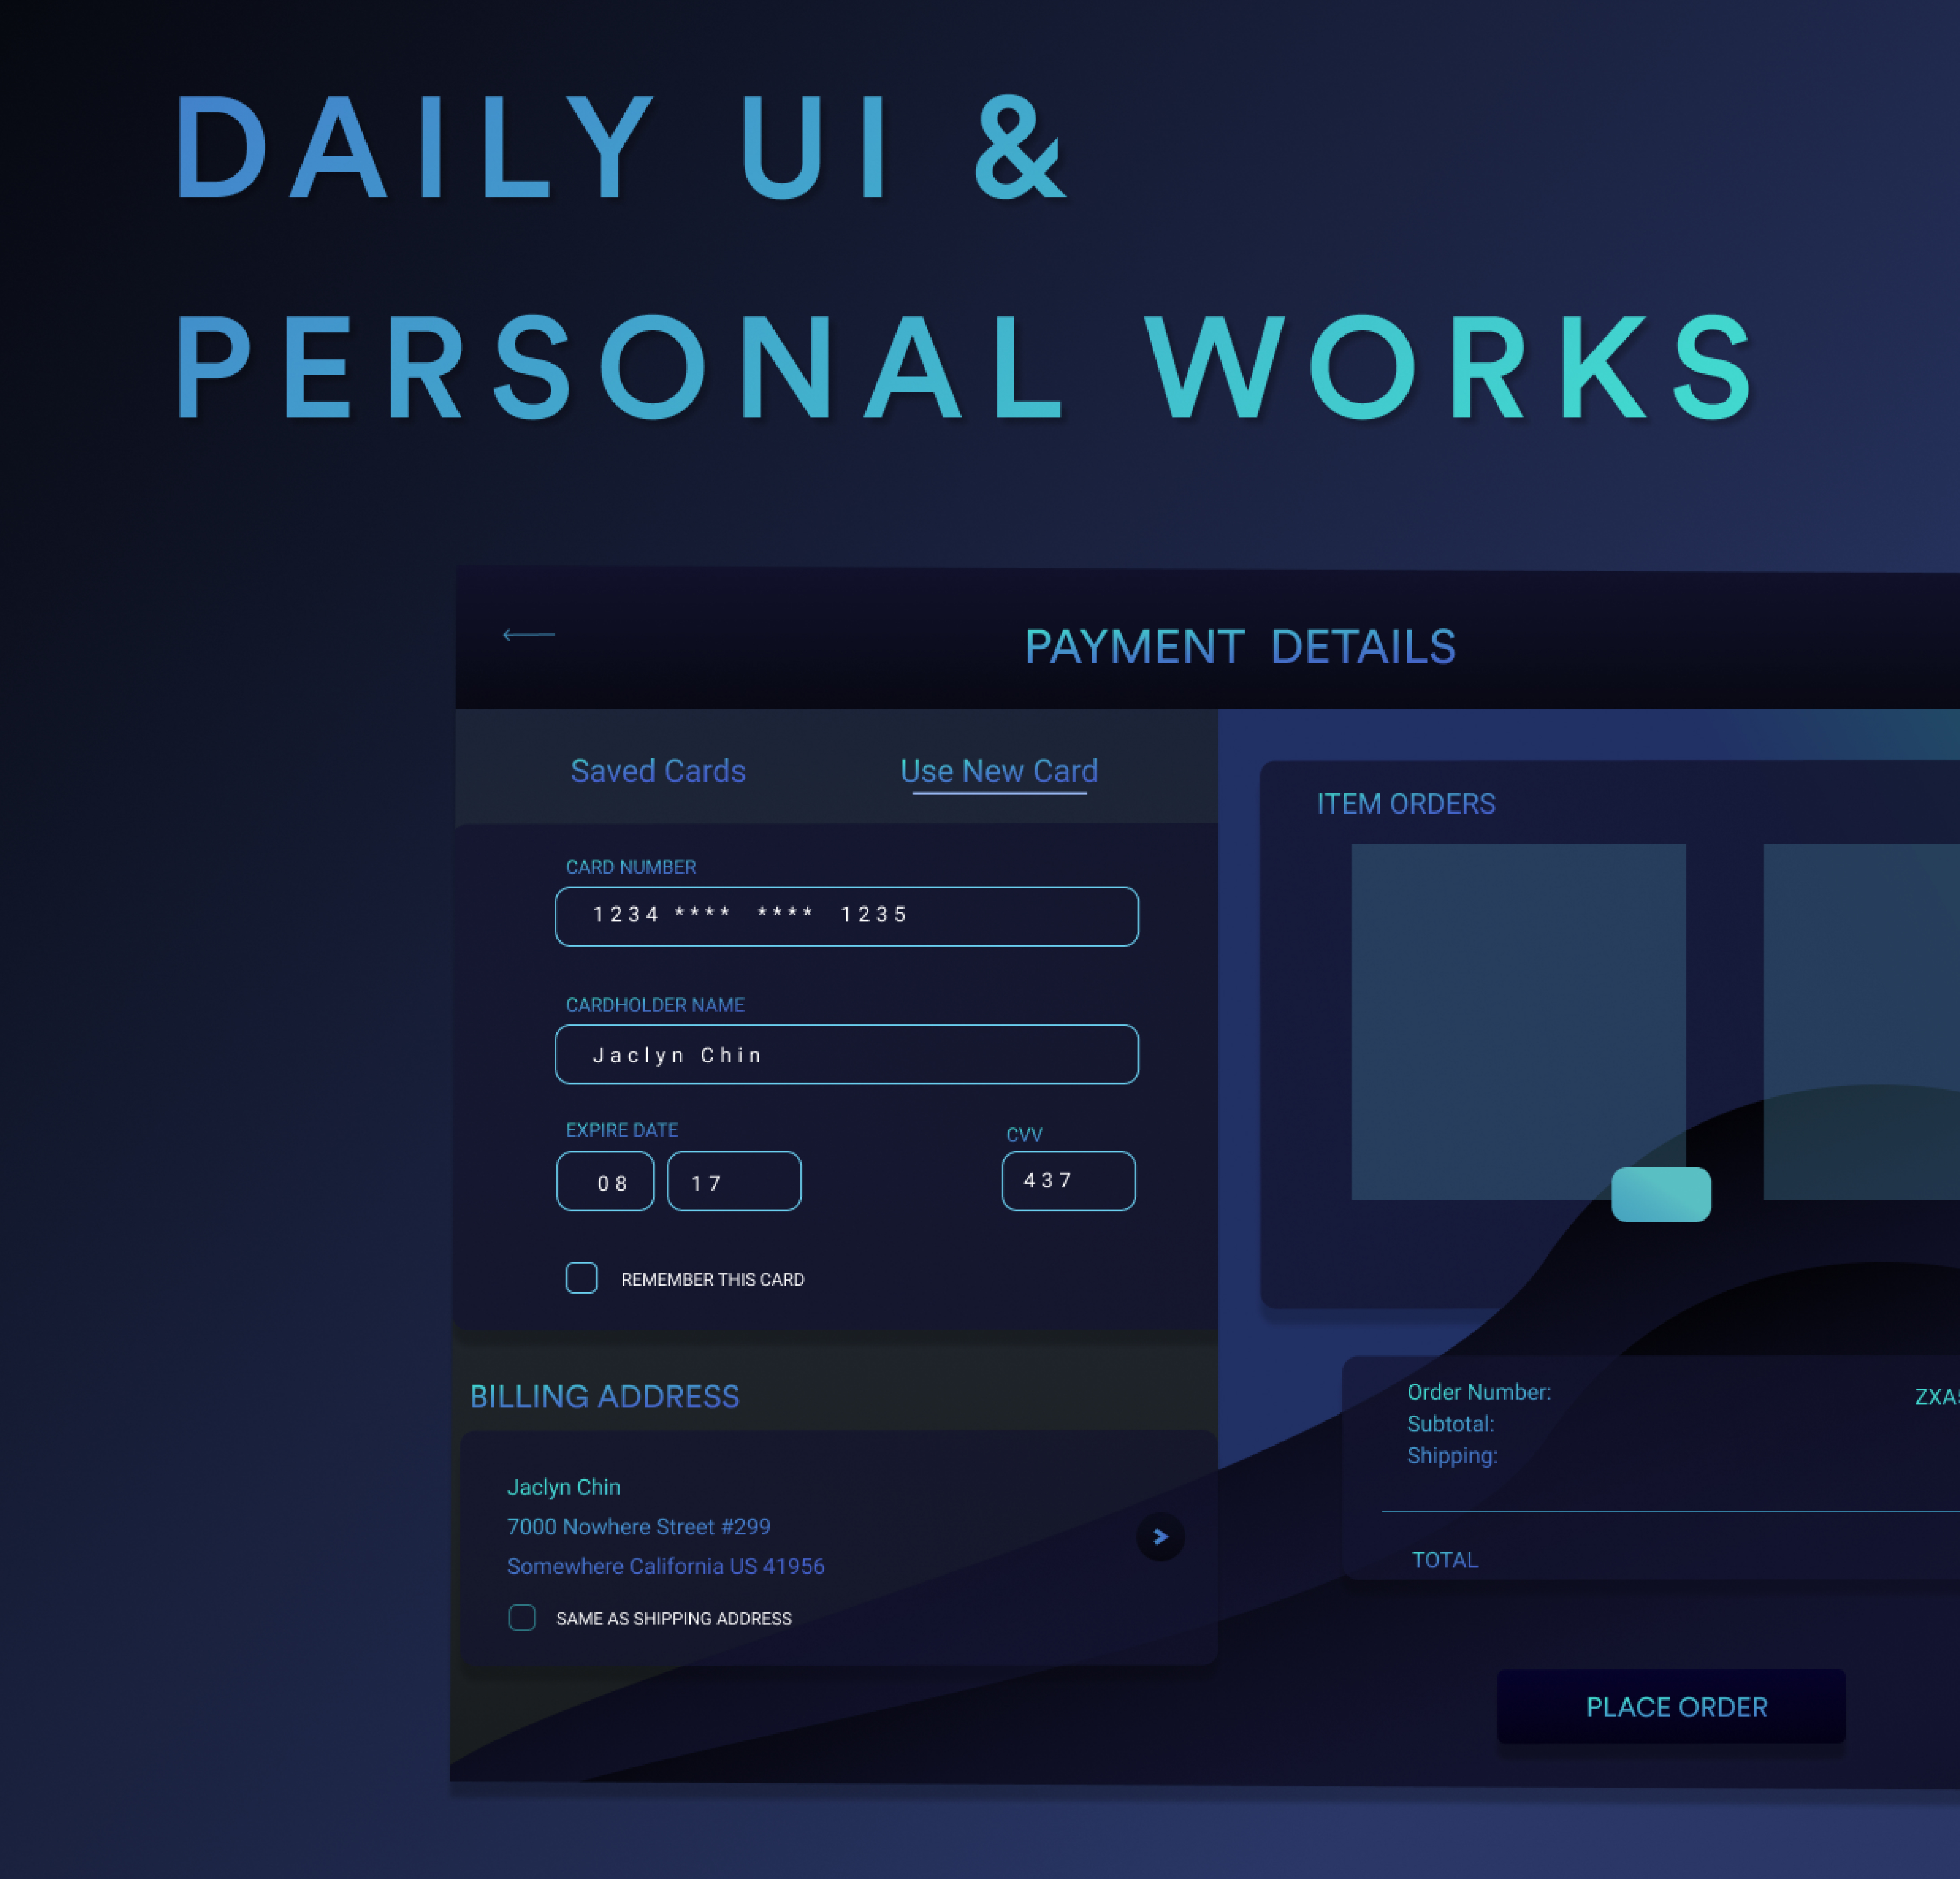 DAILY UI &
PERSONAL WORKS
PAYMENT DETAILS
Saved Cards
Use New Card
CARD NUMBER
1234 **** **** 1235
CARDHOLDER NAME
Jaclyn Chin
EXPIRE DATE
CVV
08
17
437
REMEMBER THIS CARD
BILLING ADDRESS
Jaclyn Chin
7000 Nowhere Street #299
Somewhere California US 41956
SAME AS SHIPPING ADDRESS
ITEM ORDERS
Order Number:
Subtotal:
Shipping:
TOTAL
PLACE ORDER